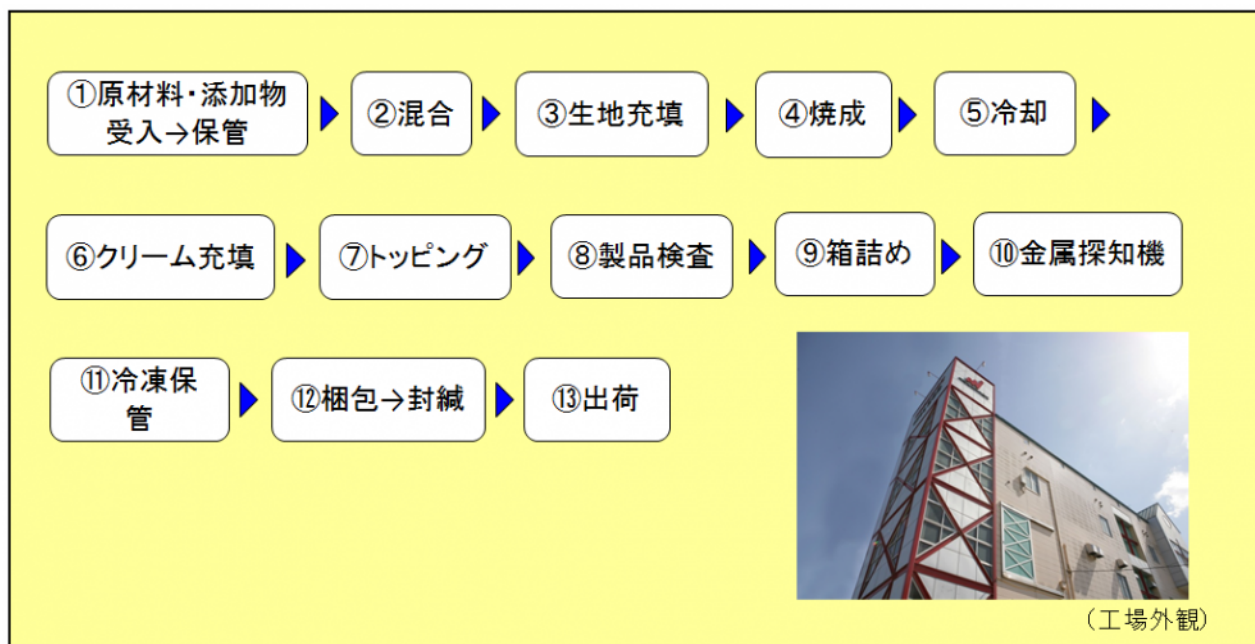 ①原材料・添加物
受入→保管
②混合
③生地充填
④焼成
⑤冷却
⑥クリーム充填
⑦トッピング
⑧製品検査
⑨箱詰め
⑩金属探知機
⑪冷凍保
管
⑫梱包→封緘
⑬出荷
（工場外観）